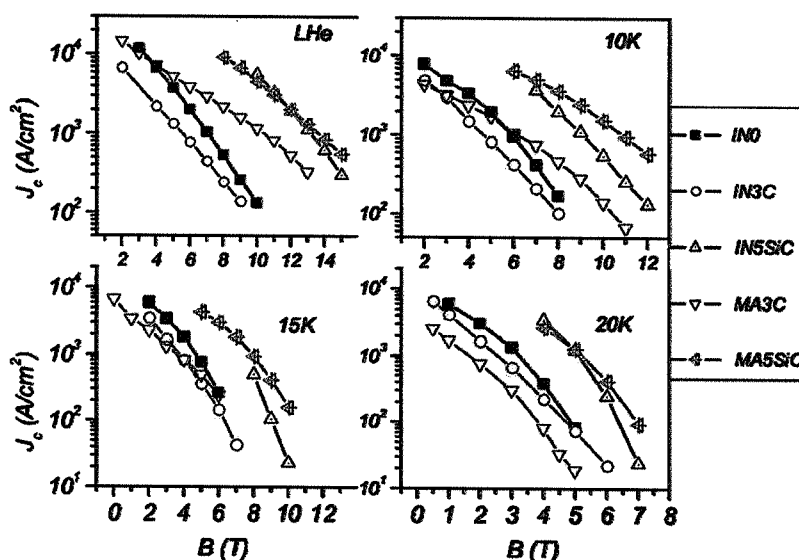 LHe
10K
J_c (A/cm²)
10⁴
10³
10²
2 4 6 8 10 12 14
10⁴
10³
10²
2 4 6 8 10 12
IN0
IN3C
IN5SiC
MA3C
MA5SiC
15K
20K
J_c (A/cm²)
10⁴
10³
10²
10¹
0 2 4 6 8 10 12
10⁴
10³
10²
10¹
0 1 2 3 4 5 6 7 8
B (T)
B (T)